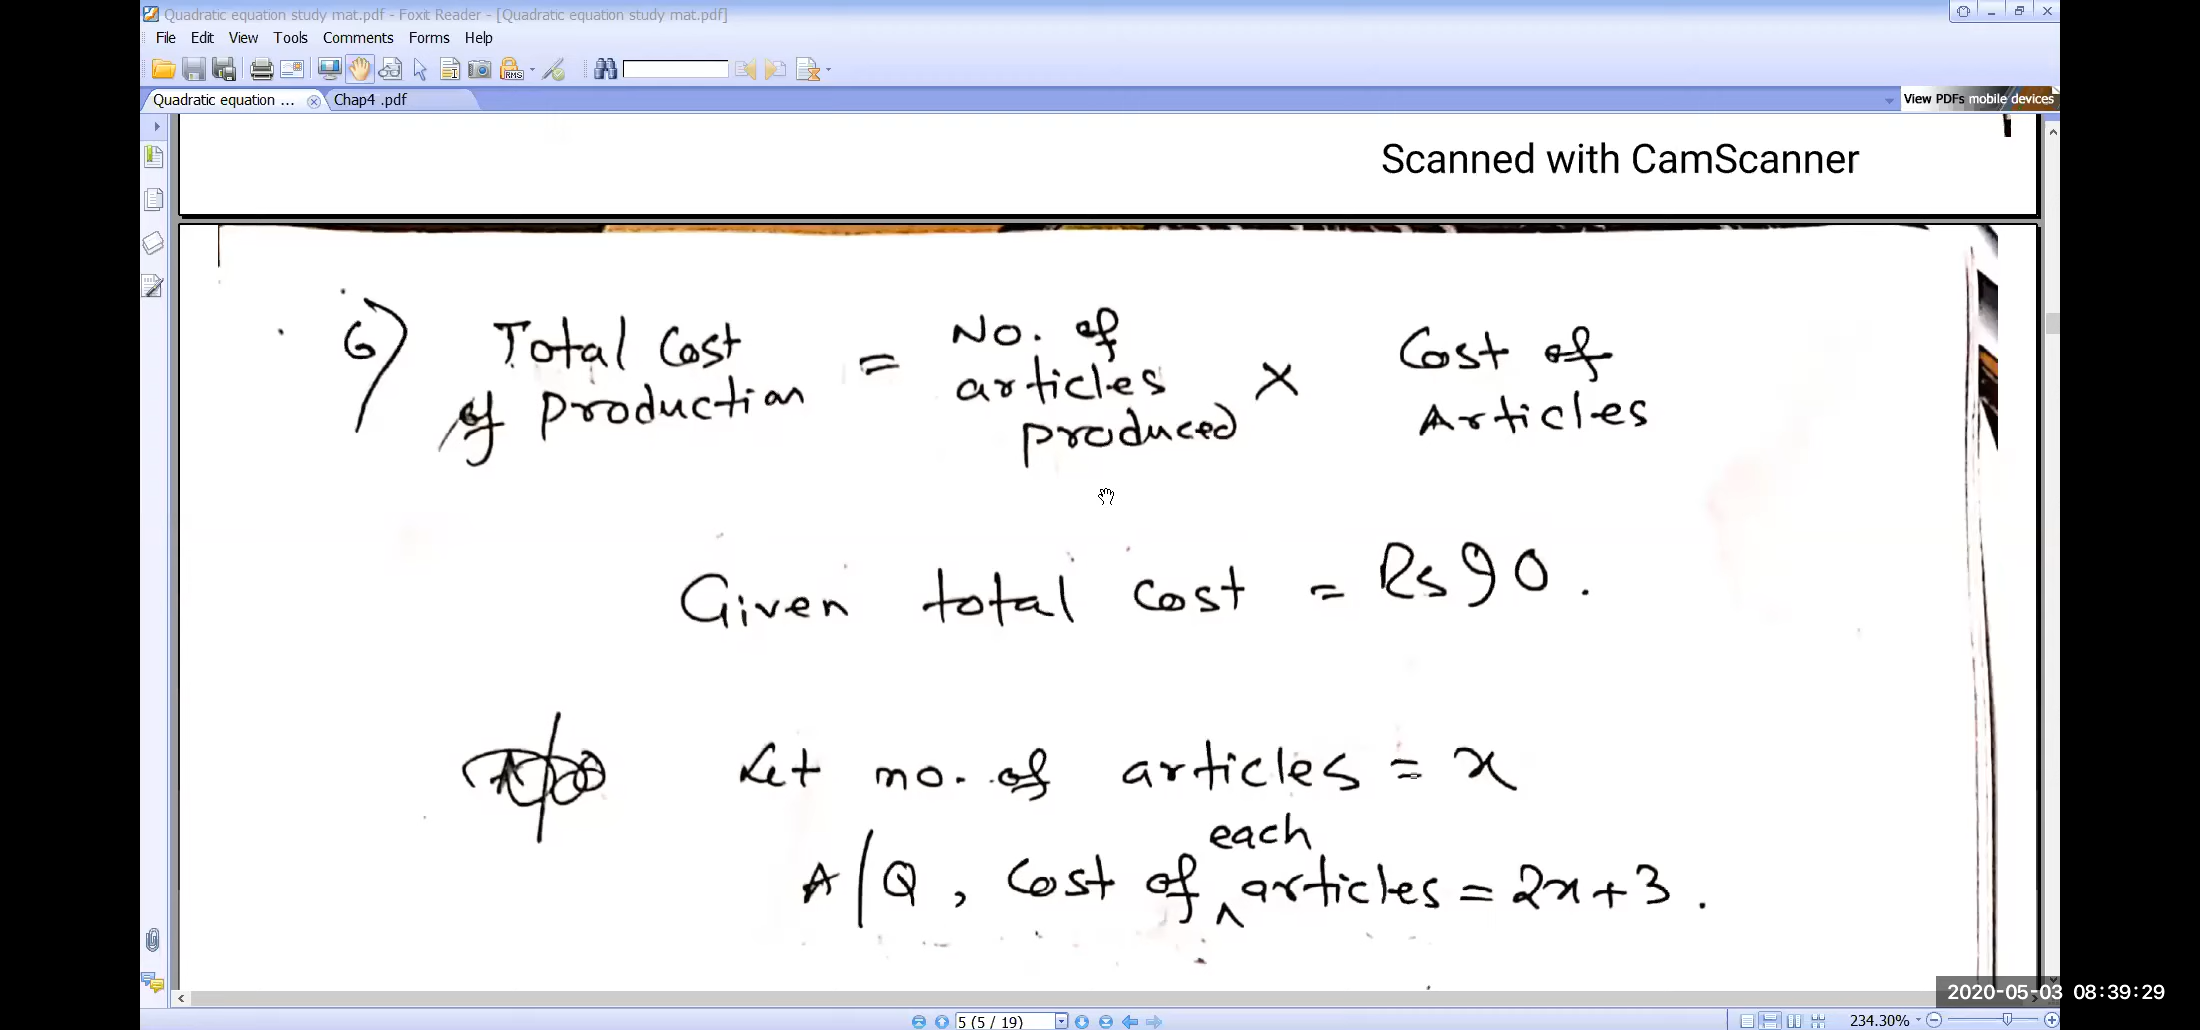 Quadratic equation study mat.pdf - Foxit Reader - [Quadratic equation study mat.pdf]
File Edit View Tools Comments Forms Help
RMS
Quadratic equation ... Chap4 .pdf
View PDFs mobile devices
Scanned with CamScanner
6) Total Cost of production = No. of articles produced × Cost of Articles
Given total cost = Rs 90.
Let no. of articles = x
A/Q, Cost of each articles = 2x+3.
2020-05-03 08:39:29
5 (5 / 19)
234.30%